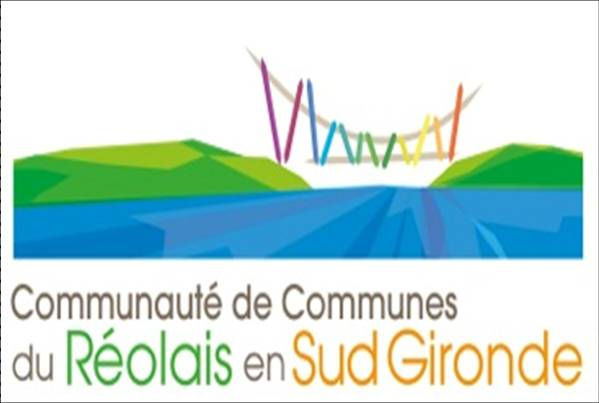 Communauté de Communes
du Réolais en Sud Gironde